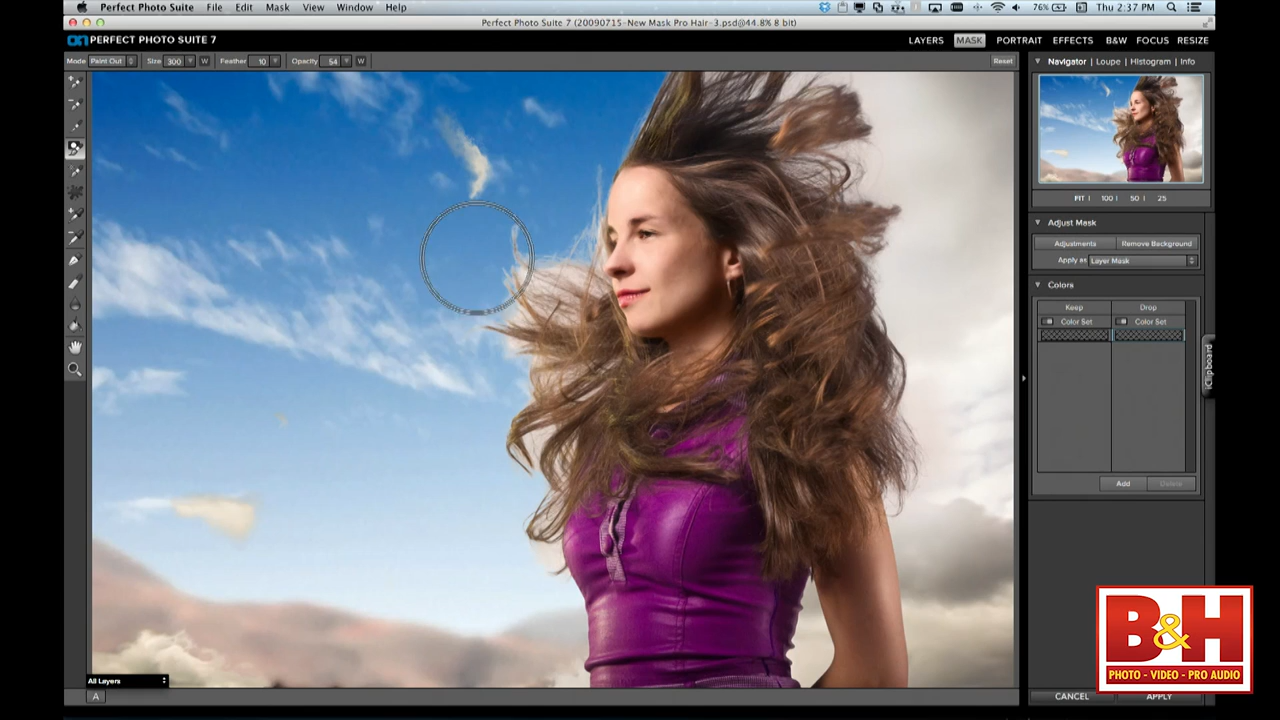 Perfect Photo Suite File Edit Mask View Window Help 76% Thu 2:37 PM
Perfect Photo Suite 7 (20090715-New Mask Pro Hair-3.psd@44.8% 8 bit)
on PERFECT PHOTO SUITE 7 LAYERS MASK PORTRAIT EFFECTS B&W FOCUS RESIZE
Mode Paint Out Size 300 W Feather 10 Opacity 54 W Reset
Navigator Loupe Histogram Info
FIT 100 50 25
Adjust Mask
Adjustments Remove Background
Apply as Layer Mask
Colors
Keep Drop
Color Set Color Set
iClipboard
Add Delete
All Layers
A
CANCEL APPLY
B&H
PHOTO - VIDEO - PRO AUDIO